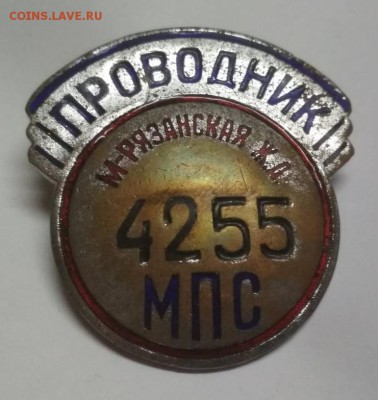 COINS.LAVE.RU
ПРОВОДНИК
М-РЯЗАНСКАЯ Ж.Д.
4255
МПС